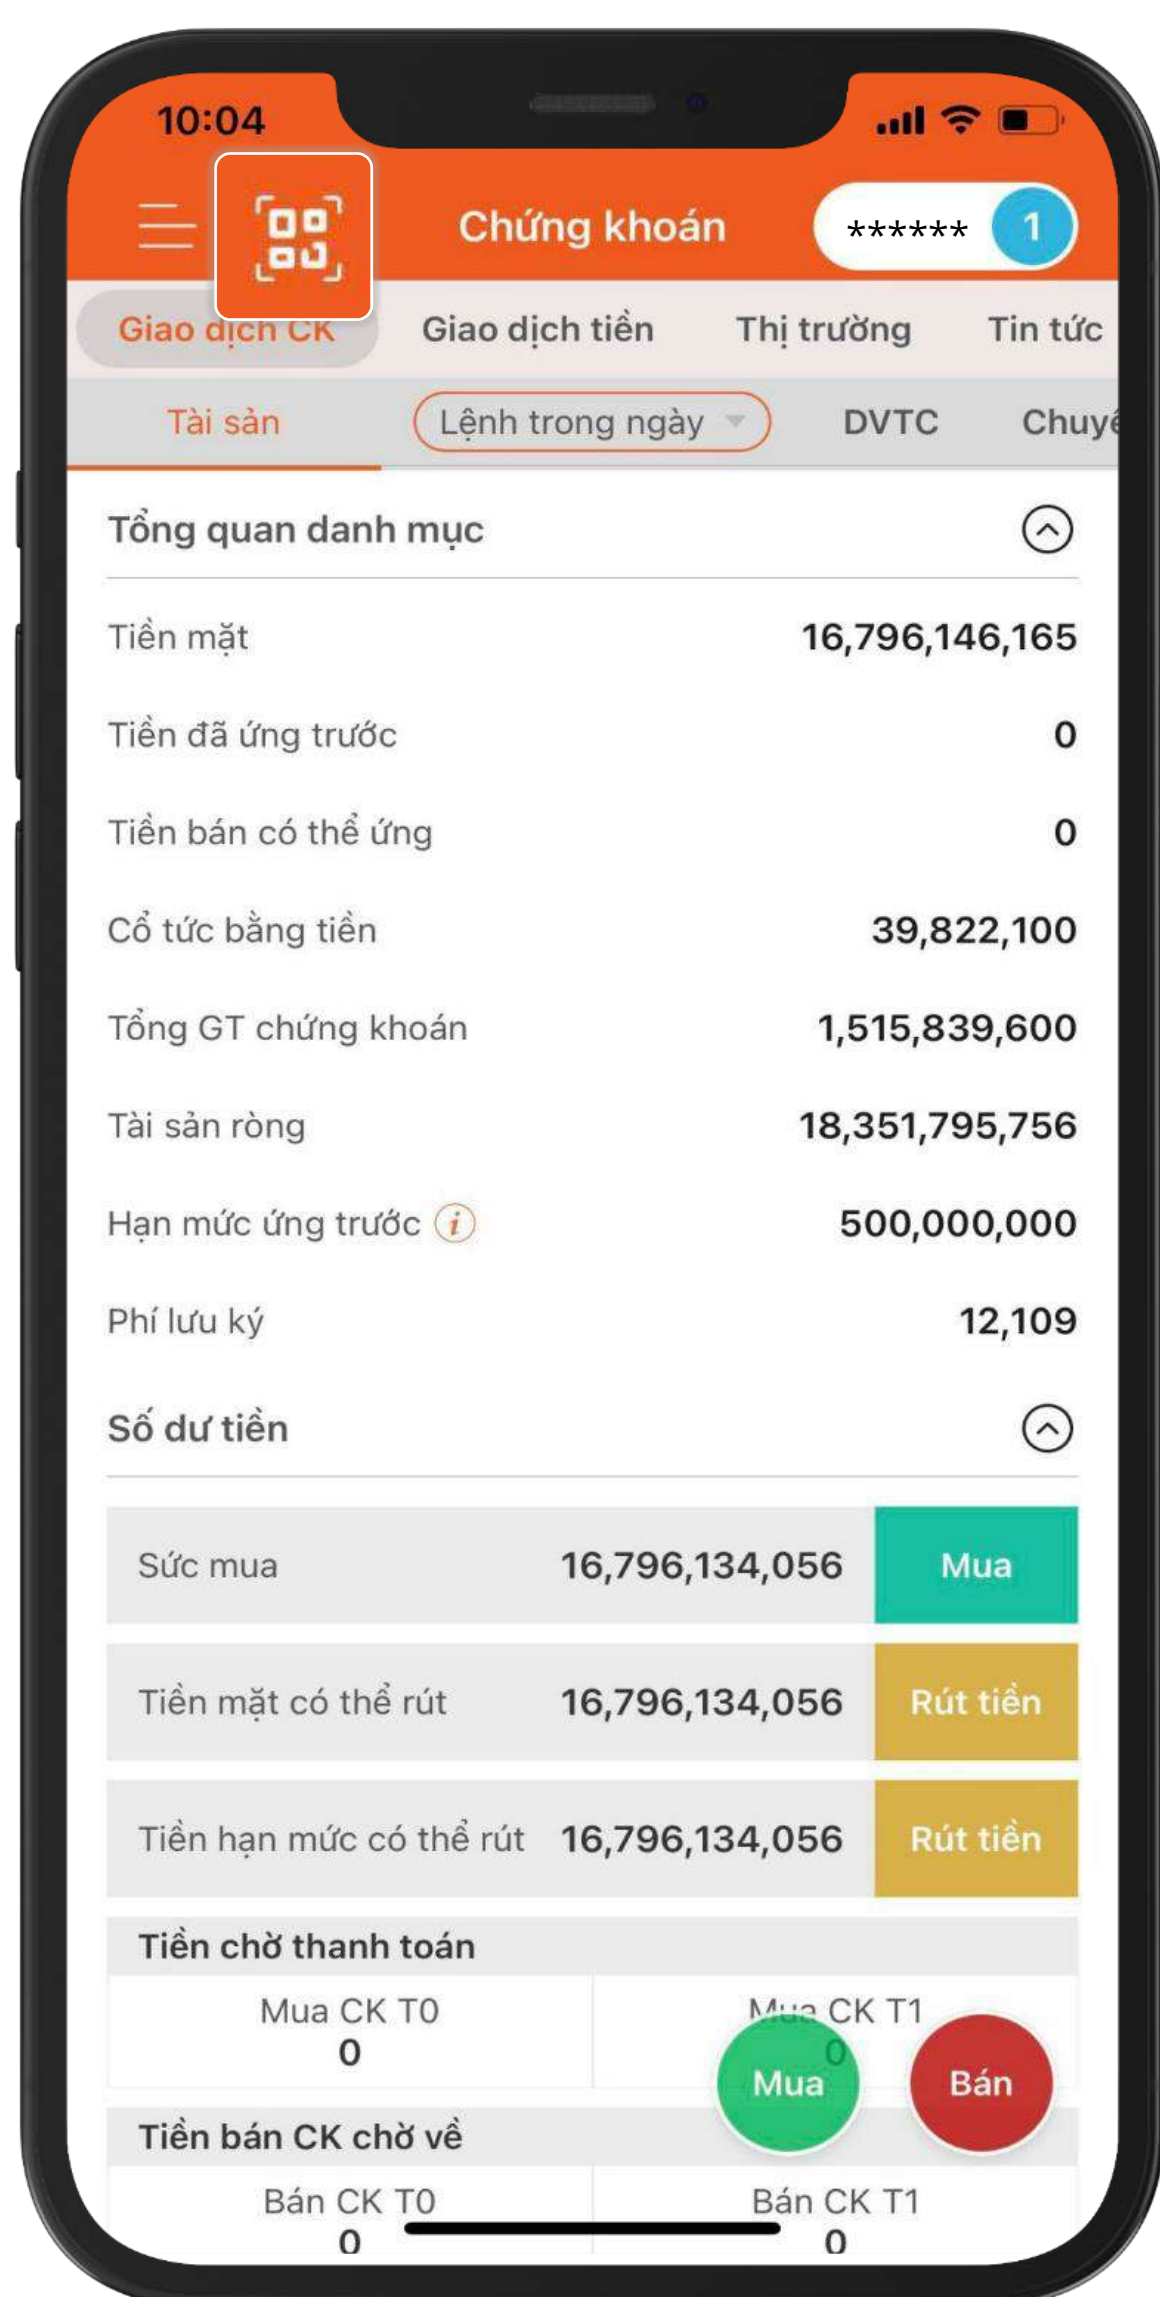 10:04
Chứng khoán
****** 1
Giao dịch CK Giao dịch tiền Thị trường Tin tức
Tài sản Lệnh trong ngày DVTC Chuyể
Tổng quan danh mục
Tiền mặt 16,796,146,165
Tiền đã ứng trước 0
Tiền bán có thể ứng 0
Cổ tức bằng tiền 39,822,100
Tổng GT chứng khoán 1,515,839,600
Tài sản ròng 18,351,795,756
Hạn mức ứng trước i 500,000,000
Phí lưu ký 12,109
Số dư tiền
Sức mua 16,796,134,056 Mua
Tiền mặt có thể rút 16,796,134,056 Rút tiền
Tiền hạn mức có thể rút 16,796,134,056 Rút tiền
Tiền chờ thanh toán
Mua CK T0 Mua CK T1
0 0
Mua Bán
Tiền bán CK chờ về
Bán CK T0 Bán CK T1
0 0